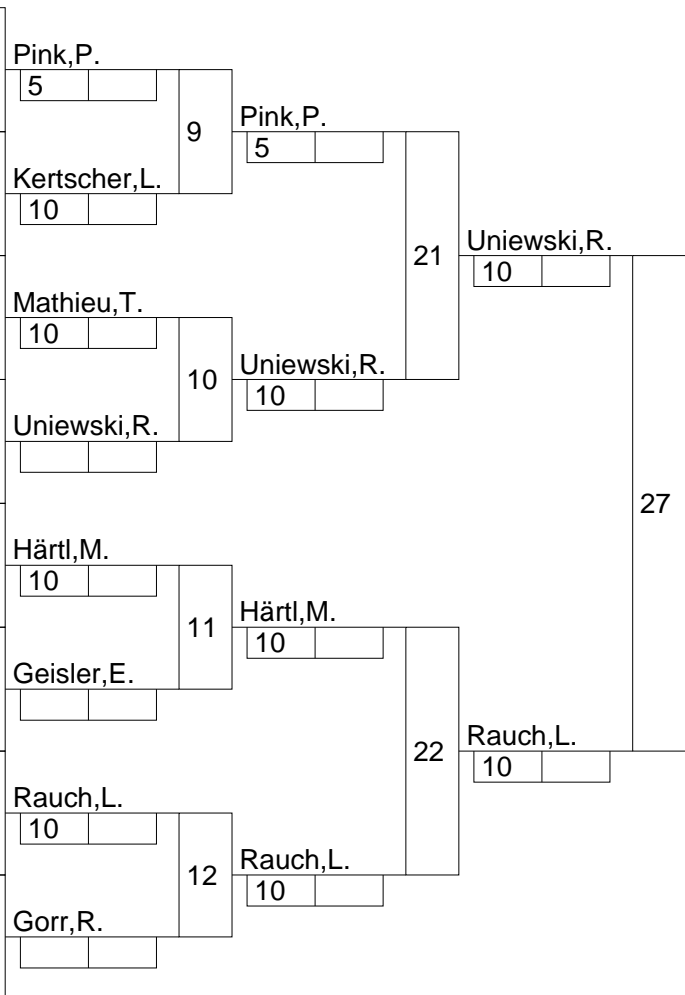 Pink,P.
5
9
Pink,P.
5
Kertscher,L.
10
21
Uniewski,R.
10
Mathieu,T.
10
10
Uniewski,R.
10
Uniewski,R.
27
Härtl,M.
10
11
Härtl,M.
10
Geisler,E.
22
Rauch,L.
10
Rauch,L.
10
12
Rauch,L.
10
Gorr,R.